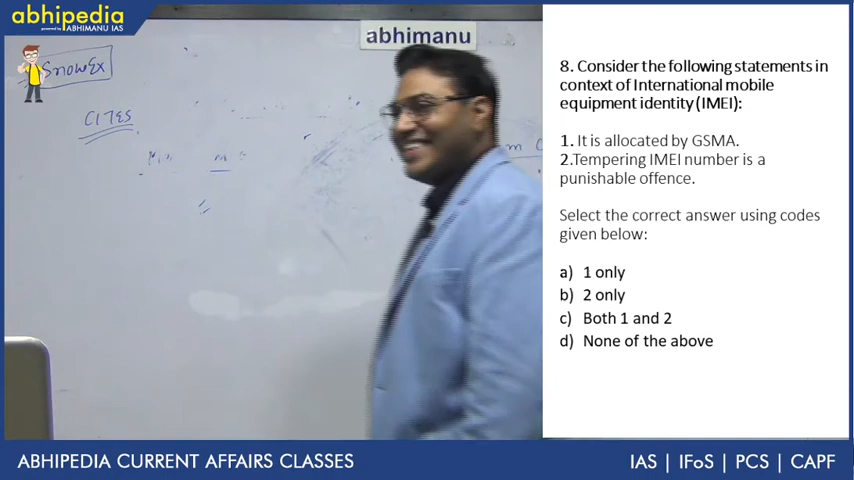 abhipedia
powered by ABHIMANU IAS
abhimanu
SnowEx
CITES
8. Consider the following statements in
context of International mobile
equipment identity (IMEI):
1. It is allocated by GSMA.
2.Tempering IMEI number is a
punishable offence.
Select the correct answer using codes
given below:
a) 1 only
b) 2 only
c) Both 1 and 2
d) None of the above
ABHIPEDIA CURRENT AFFAIRS CLASSES
IAS | IFoS | PCS | CAPF